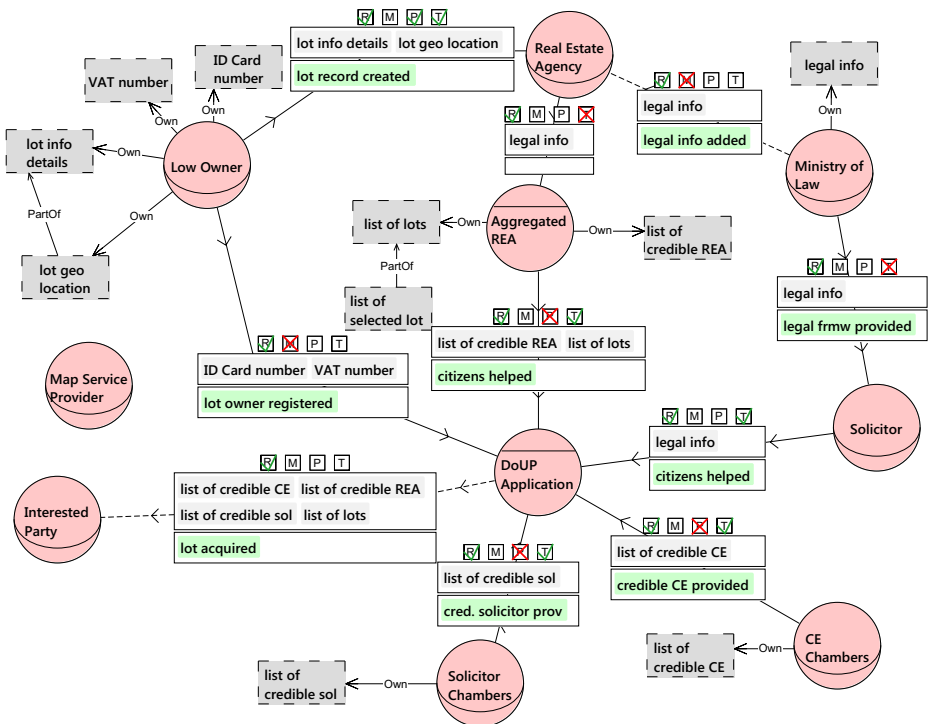 R M P T
lot info details lot geo location
lot record created
Real Estate
Agency
ID Card
number
VAT number
Own
Own
R M P T
legal info
legal info added
legal info
Own
R M P T
legal info
lot info
details
Own
Low Owner
Ministry of
Law
PartOf
Own
lot geo
location
list of lots
Own
Aggregated
REA
Own
list of
credible REA
PartOf
list of
selected lot
R M P T
legal info
legal frmw provided
R M P T
list of credible REA list of lots
citizens helped
R M P T
ID Card number VAT number
lot owner registered
Map Service
Provider
Solicitor
R M P T
legal info
citizens helped
DoUP
Application
R M P T
list of credible CE list of credible REA
list of credible sol list of lots
lot acquired
Interested
Party
R M P T
list of credible CE
credible CE provided
R M P T
list of credible sol
cred. solicitor prov
list of
credible CE
Own
CE
Chambers
list of
credible sol
Own
Solicitor
Chambers